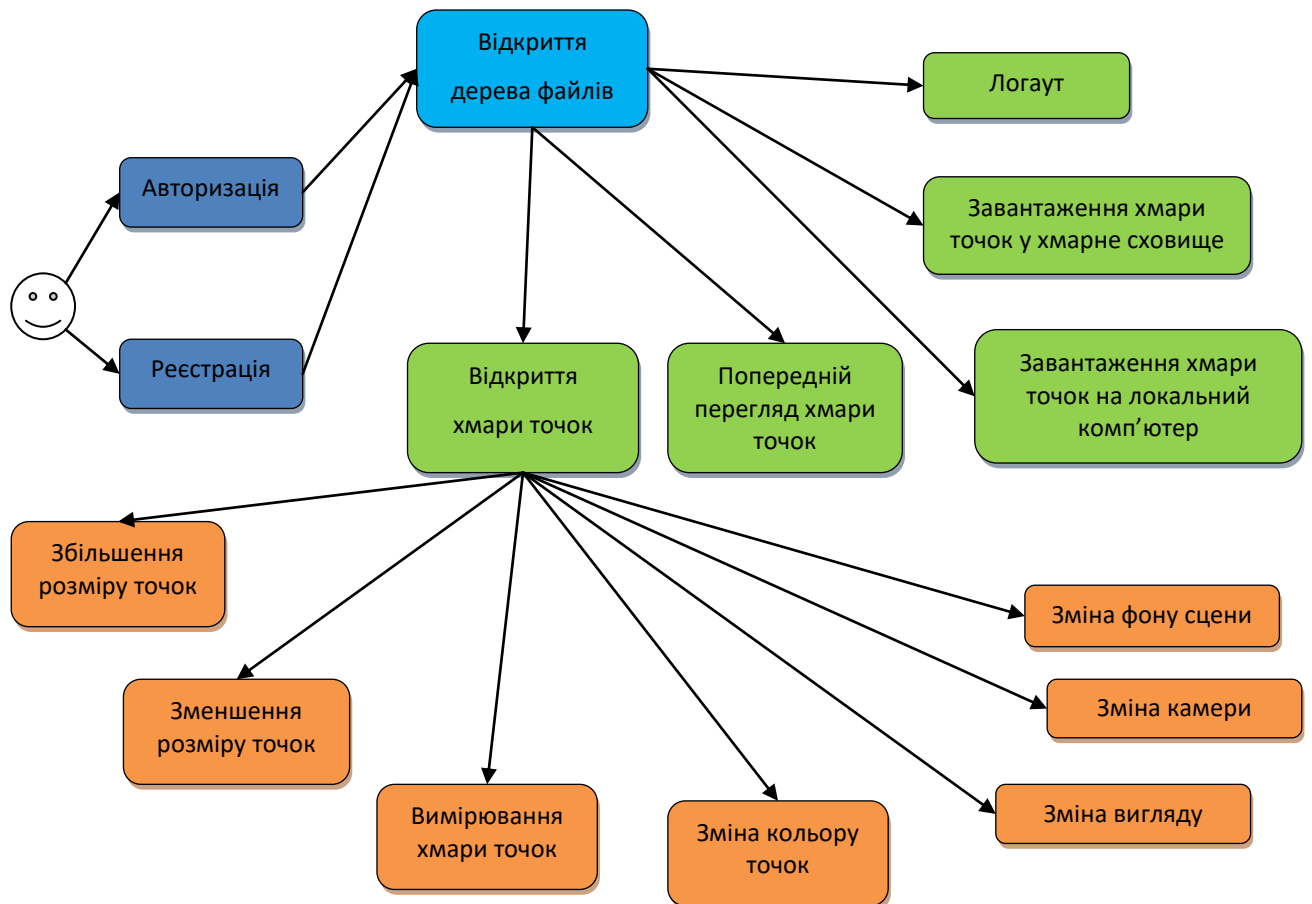 Відкриття
дерева файлів
Логаут
Авторизація
Завантаження хмари
точок у хмарне сховище
Реєстрація
Відкриття
хмари точок
Попередній
перегляд хмари
точок
Завантаження хмари
точок на локальний
комп’ютер
Збільшення
розміру точок
Зміна фону сцени
Зменшення
розміру точок
Зміна камери
Вимірювання
хмари точок
Зміна кольору
точок
Зміна вигляду